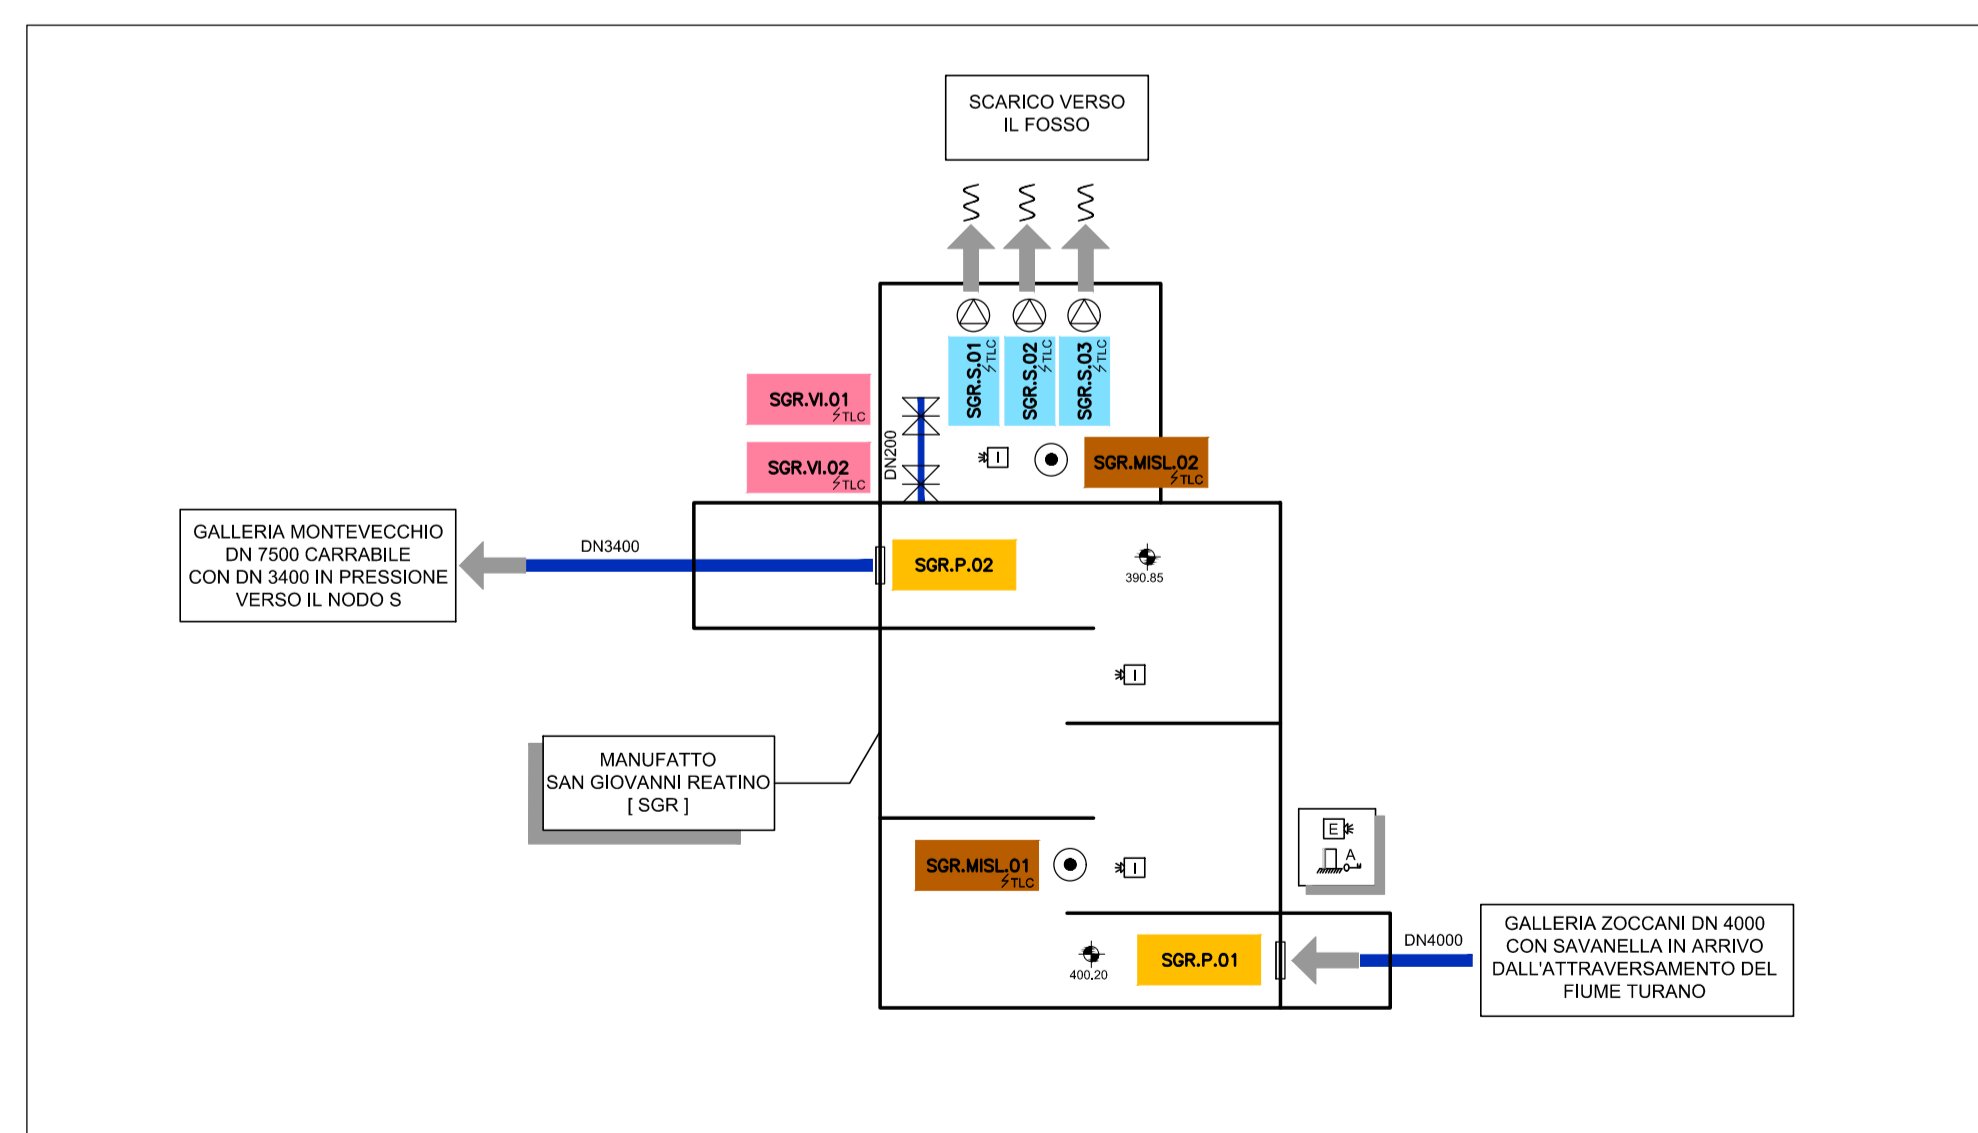 SCARICO VERSO
IL FOSSO
SGR.S.01
TLC
SGR.S.02
TLC
SGR.S.03
TLC
SGR.VI.01
TLC
SGR.VI.02
TLC
DN200
I
SGR.MISL.02
TLC
GALLERIA MONTEVECCHIO
DN 7500 CARRABILE
CON DN 3400 IN PRESSIONE
VERSO IL NODO S
DN3400
SGR.P.02
390.85
I
MANUFATTO
SAN GIOVANNI REATINO
[ SGR ]
SGR.MISL.01
TLC
I
E
A
400.20
SGR.P.01
DN4000
GALLERIA ZOCCANI DN 4000
CON SAVANELLA IN ARRIVO
DALL'ATTRAVERSAMENTO DEL
FIUME TURANO